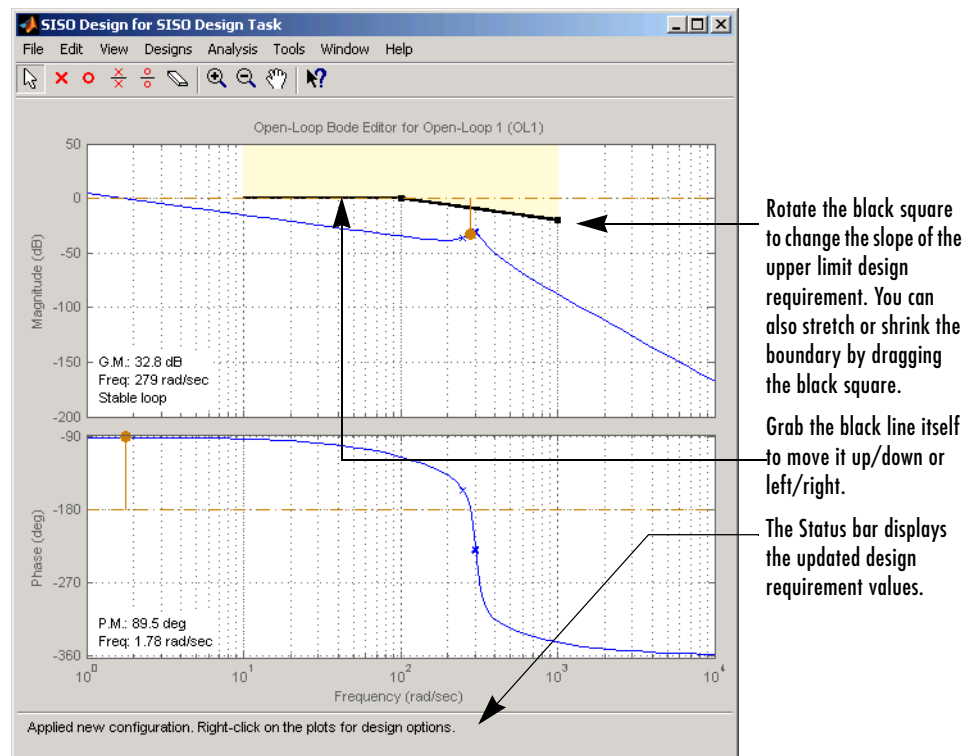 SISO Design for SISO Design Task
File Edit View Designs Analysis Tools Window Help
Open-Loop Bode Editor for Open-Loop 1 (OL1)
50
0
-50
-100
-150
-200
Magnitude (dB)
G.M.: 32.8 dB
Freq: 279 rad/sec
Stable loop
-90
-180
-270
-360
Phase (deg)
P.M.: 89.5 deg
Freq: 1.78 rad/sec
10^0 10^1 10^2 10^3 10^4
Frequency (rad/sec)
Applied new configuration. Right-click on the plots for design options.
Rotate the black square
to change the slope of the
upper limit design
requirement. You can
also stretch or shrink the
boundary by dragging
the black square.
Grab the black line itself
to move it up/down or
left/right.
The Status bar displays
the updated design
requirement values.